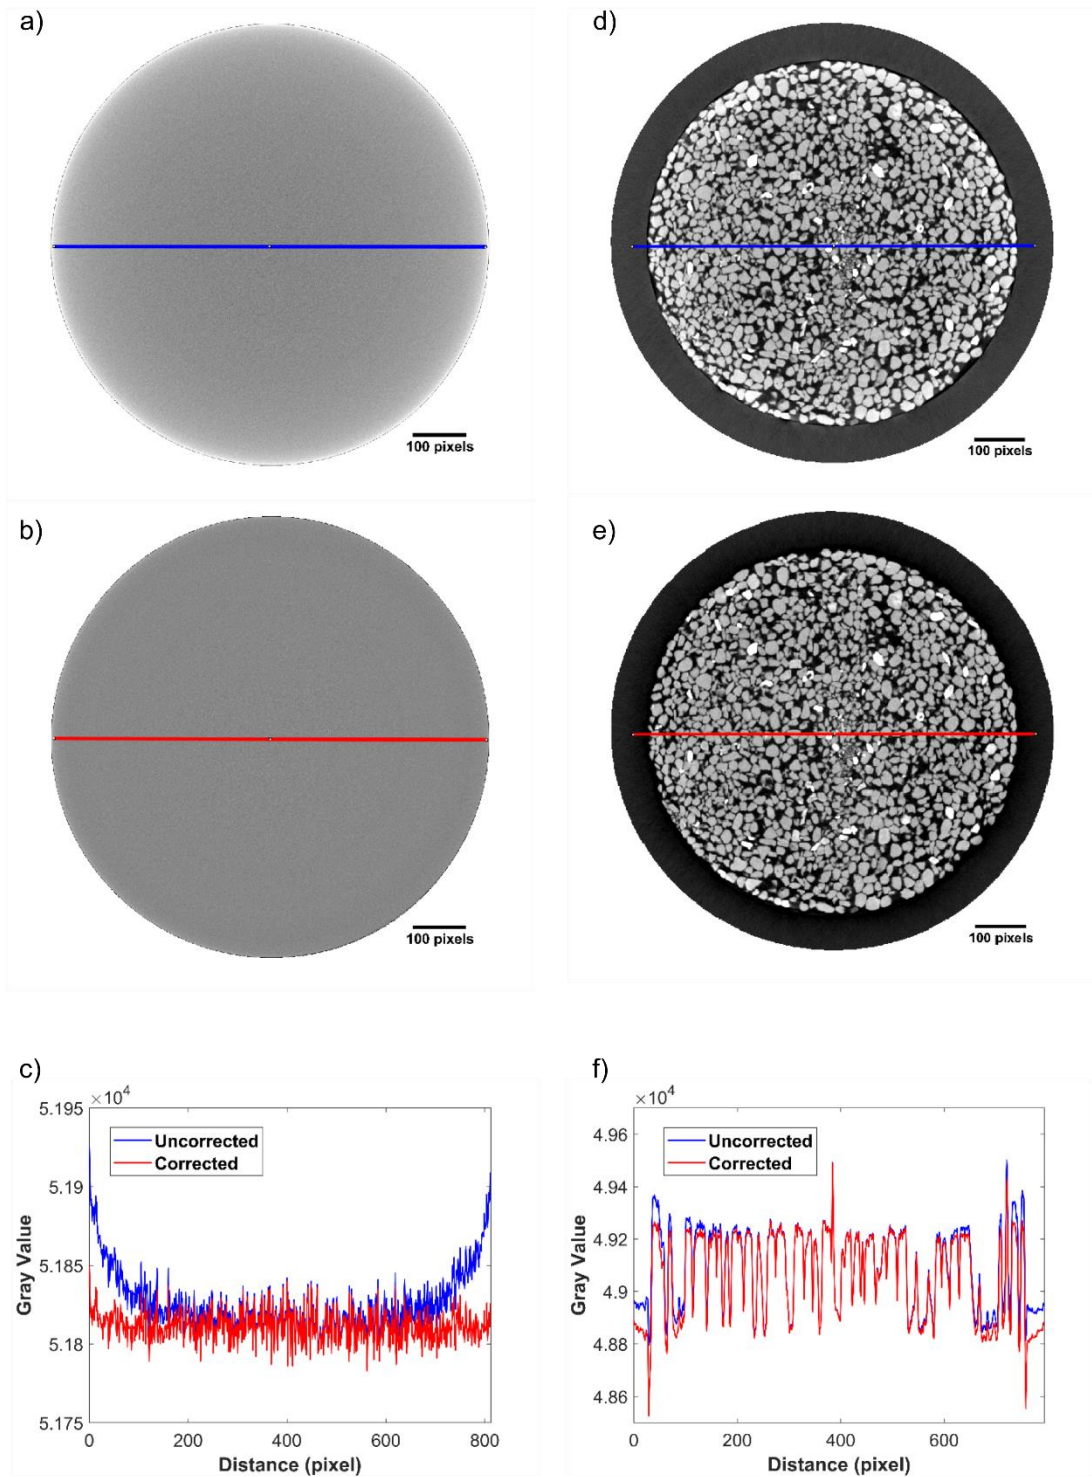 a)
100 pixels
d)
100 pixels
b)
100 pixels
e)
100 pixels
c)
×10⁴
5.195
5.19
5.185
5.18
5.175
Gray Value
Uncorrected
Corrected
0 200 400 600 800
Distance (pixel)
f)
×10⁴
4.96
4.94
4.92
4.9
4.88
4.86
Gray Value
Uncorrected
Corrected
0 200 400 600
Distance (pixel)